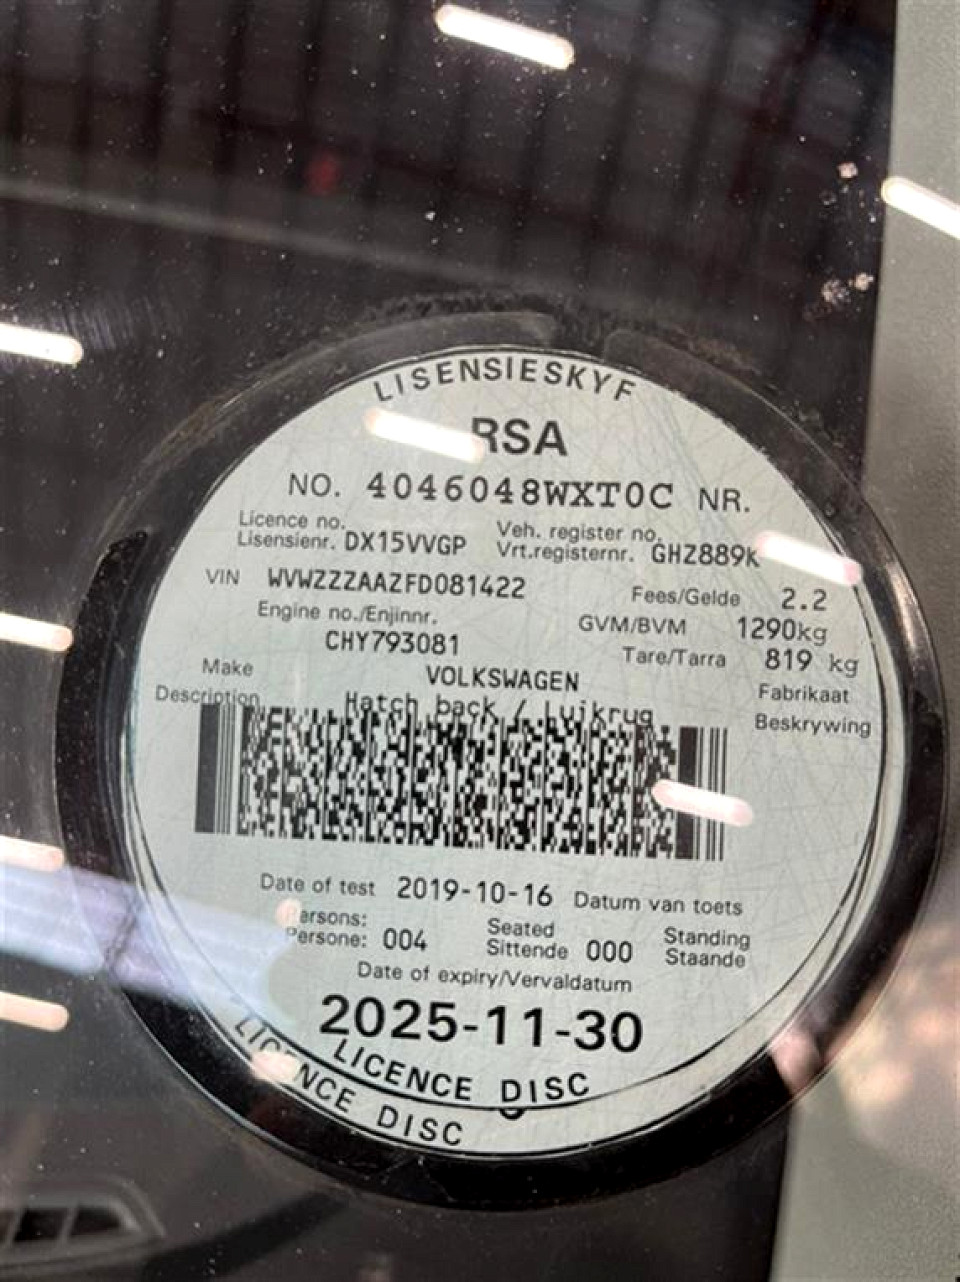 LISENSIESKYF
RSA
NO. 4046048WXT0C NR.
Licence no. Veh. register no.
Lisensienr. DX15VVGP Vrt.registernr. GHZ889K
VIN WVWZZZAAZFD081422 Fees/Gelde 2.2
Engine no./Enjinnr. GVM/BVM 1290kg
CHY793081 Tare/Tarra 819 kg
Make VOLKSWAGEN Fabrikaat
Description Hatch back / Luikrug Beskrywing
Date of test 2019-10-16 Datum van toets
Persons: Seated Standing
Persone: 004 Sittende 000 Staande
Date of expiry/Vervaldatum
2025-11-30
LICENCE DISC
LICENCE DISC